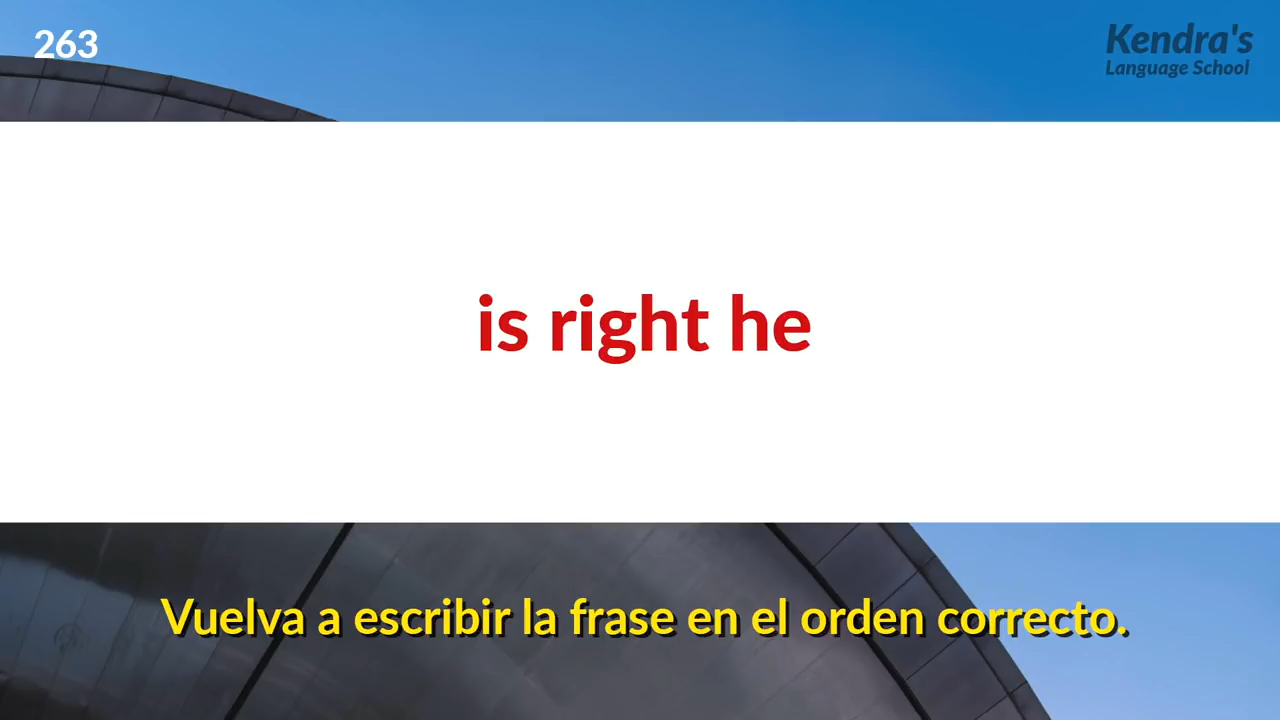 263
Kendra's
Language School
is right he
Vuelva a escribir la frase en el orden correcto.